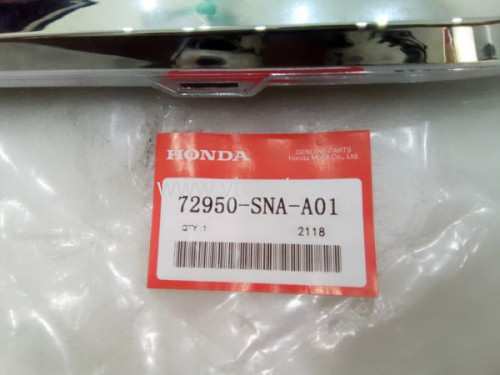 HONDA
GENUINE PARTS
Honda Motor Co., Ltd.
72950-SNA-A01
QTY:1
2118